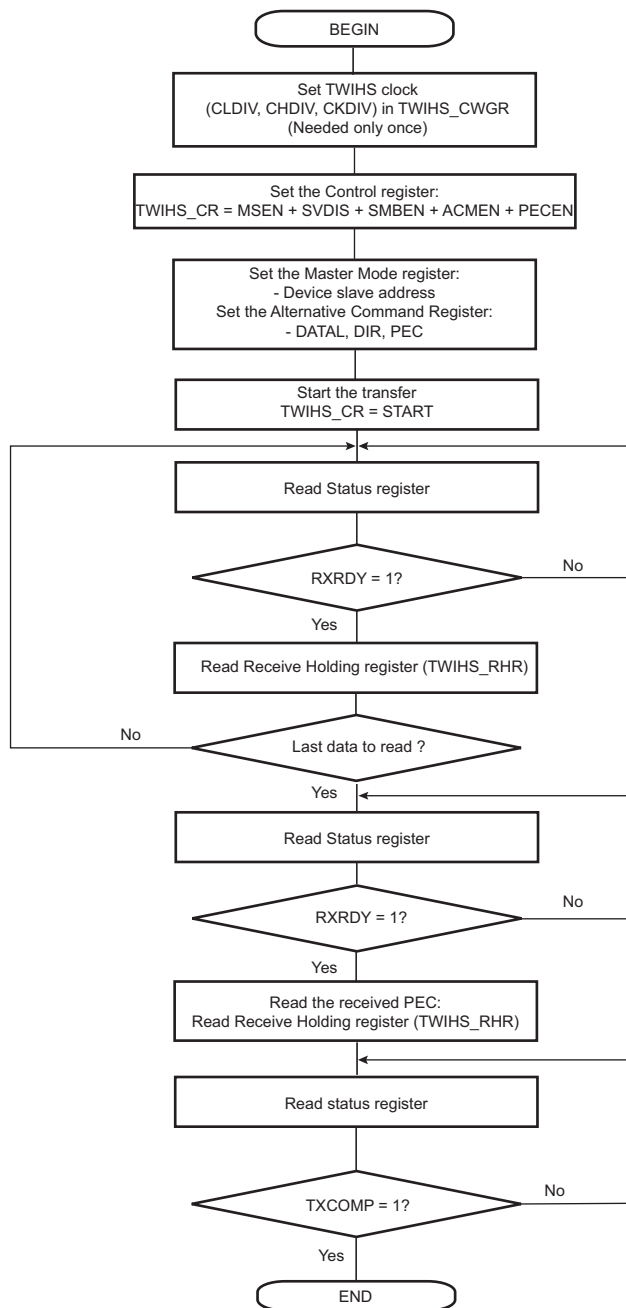 BEGIN
Set TWIHS clock
(CLDIV, CHDIV, CKDIV) in TWIHS_CWGR
(Needed only once)
Set the Control register:
TWIHS_CR = MSEN + SVDIS + SMBEN + ACMEN + PECEN
Set the Master Mode register:
- Device slave address
Set the Alternative Command Register:
- DATAL, DIR, PEC
Start the transfer
TWIHS_CR = START
Read Status register
RXRDY = 1?
No
Yes
Read Receive Holding register (TWIHS_RHR)
No
Last data to read ?
Yes
Read Status register
RXRDY = 1?
No
Yes
Read the received PEC:
Read Receive Holding register (TWIHS_RHR)
Read status register
TXCOMP = 1?
No
Yes
END